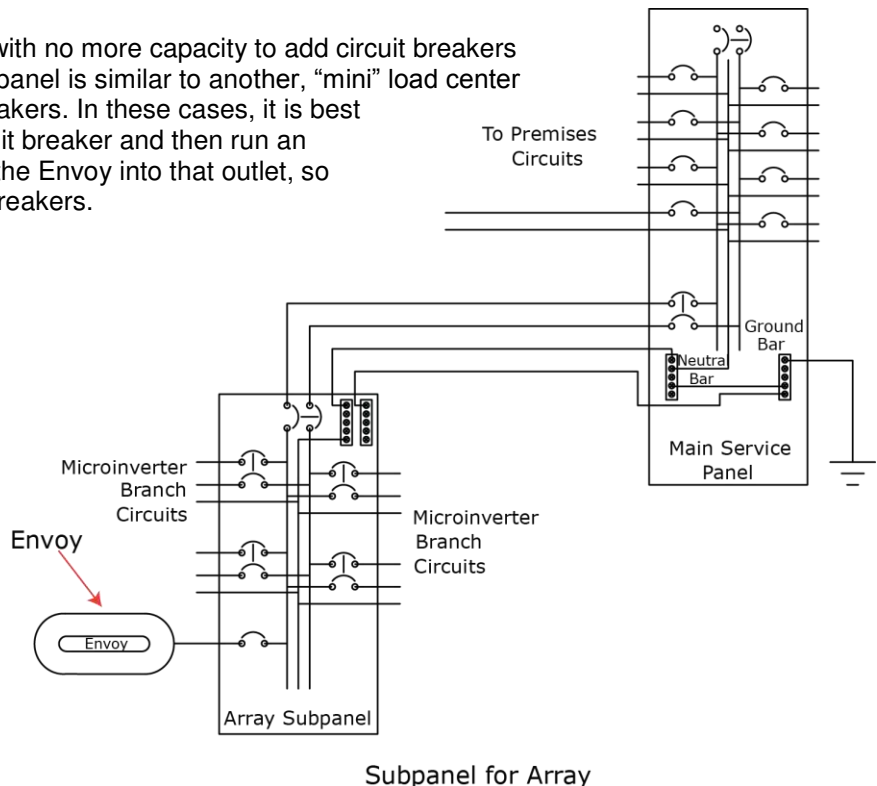 with no more capacity to add circuit breakers
panel is similar to another, “mini” load center
akers. In these cases, it is best
it breaker and then run an
the Envoy into that outlet, so
reakers.
To Premises
Circuits
Ground
Bar
Neutral
Bar
Main Service
Panel
Microinverter
Branch
Circuits
Microinverter
Branch
Circuits
Envoy
Envoy
Array Subpanel
Subpanel for Array